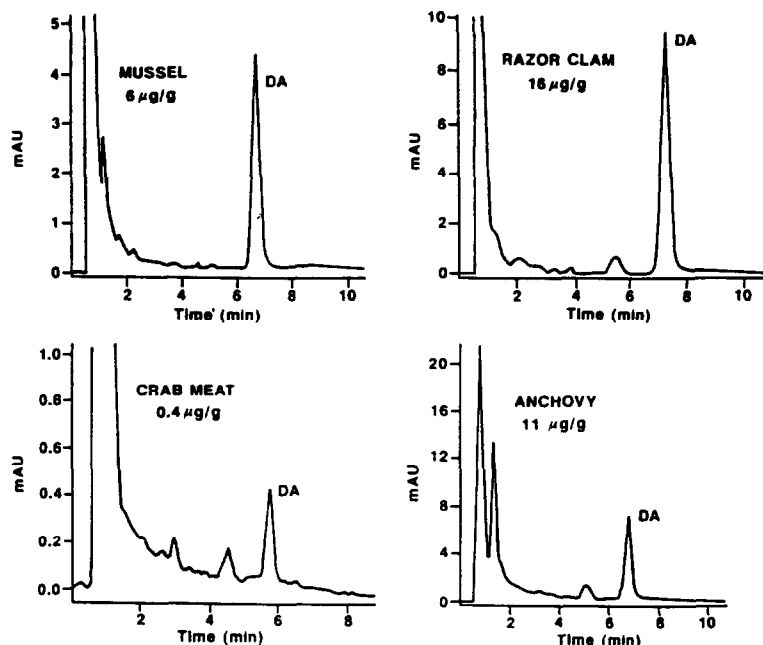 5
4
3
2
1
0
mAU
MUSSEL
6 µg/g
DA
2 4 6 8 10
Time' (min)
10
8
6
4
2
0
mAU
RAZOR CLAM
16 µg/g
DA
2 4 6 8 10
Time (min)
1.0
0.8
0.6
0.4
0.2
0.0
mAU
CRAB MEAT
0.4 µg/g
DA
2 4 6 8
Time (min)
20
16
12
8
4
0
mAU
ANCHOVY
11 µg/g
DA
2 4 6 8 10
Time (min)